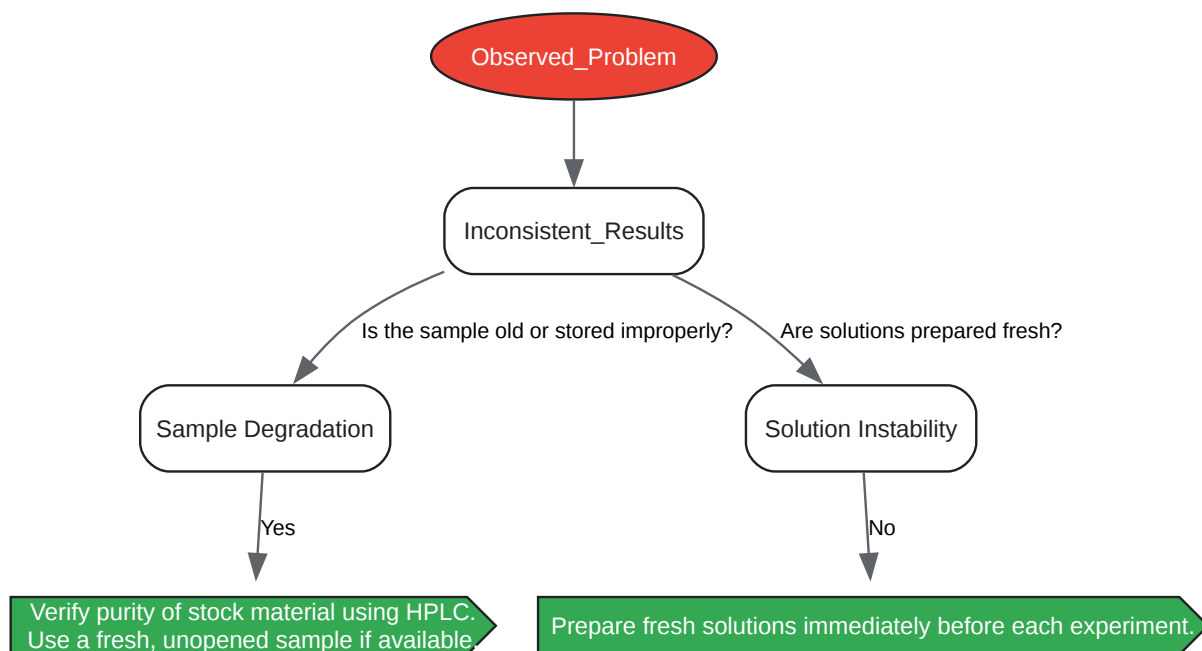 Observed_Problem
Inconsistent_Results
Is the sample old or stored improperly?
Are solutions prepared fresh?
Sample Degradation
Solution Instability
Yes
No
Verify purity of stock material using HPLC.
Use a fresh, unopened sample if available.
Prepare fresh solutions immediately before each experiment.